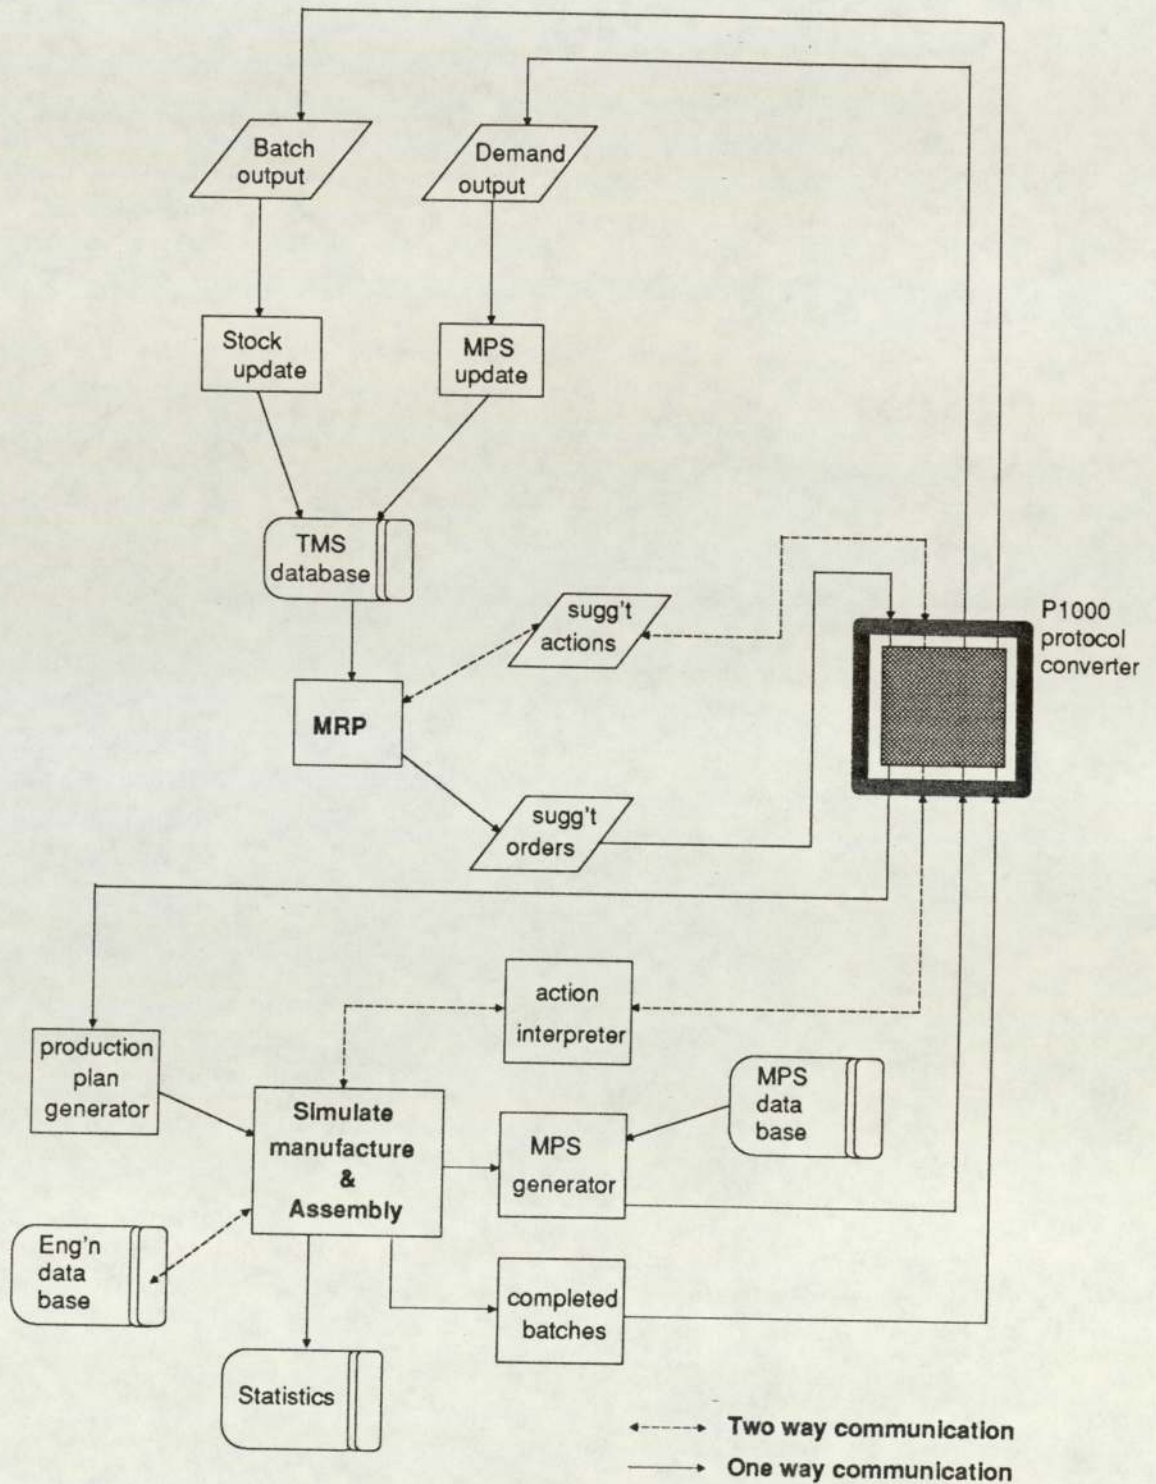 Batch
output
Demand
output
Stock
update
MPS
update
TMS
database
sugg't
actions
P1000
protocol
converter
MRP
sugg't
orders
action
interpreter
production
plan
generator
MPS
data
base
Simulate
manufacture
&
Assembly
MPS
generator
Eng'n
data
base
completed
batches
Statistics
Two way communication
One way communication